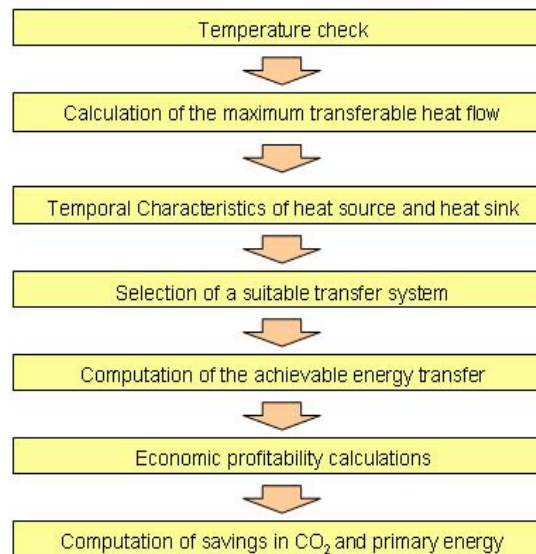 Temperature check
Calculation of the maximum transferable heat flow
Temporal Characteristics of heat source and heat sink
Selection of a suitable transfer system
Computation of the achievable energy transfer
Economic profitability calculations
Computation of savings in CO₂ and primary energy